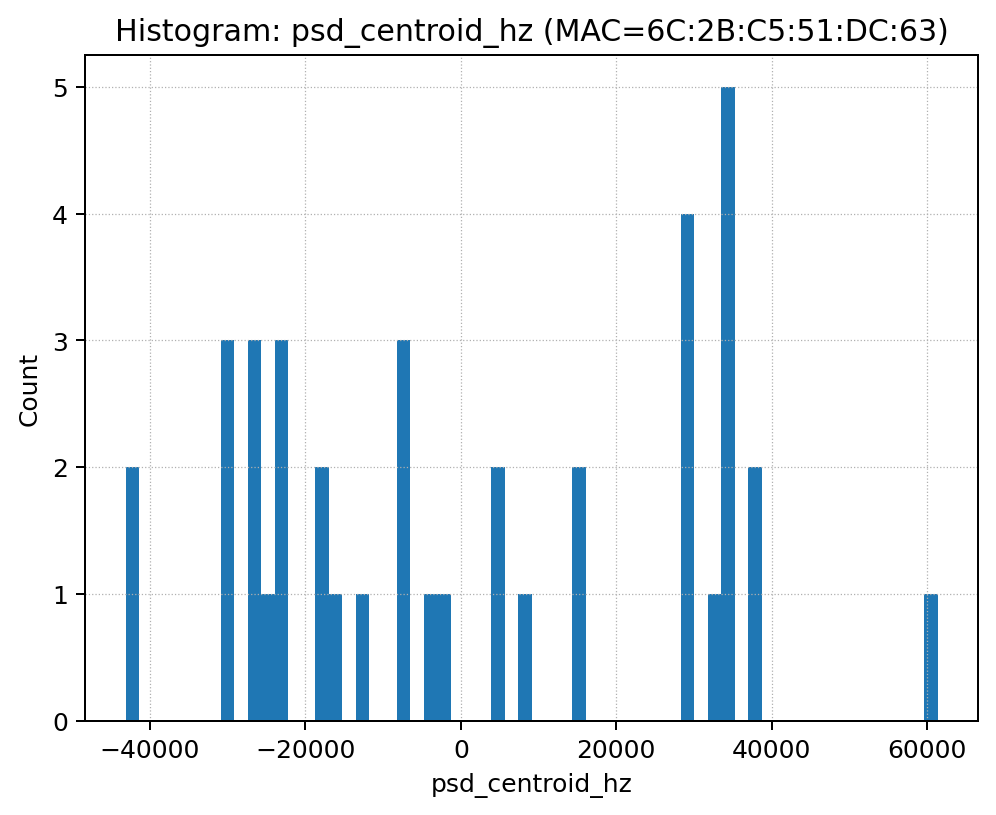 Histogram: psd_centroid_hz (MAC=6C:2B:C5:51:DC:63)
5
4
3
2
1
0
Count
−40000 −20000 0 20000 40000 60000
psd_centroid_hz